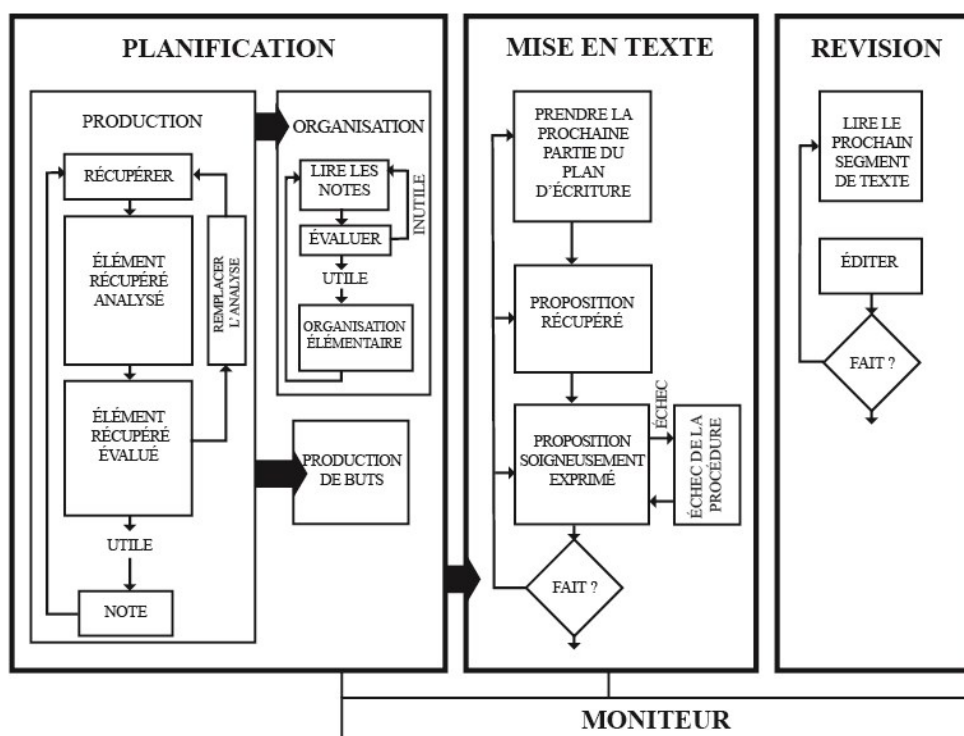 PLANIFICATION
PRODUCTION
RÉCUPÉRER
ÉLÉMENT
RÉCUPÉRÉ
ANALYSÉ
REMPLACER
L'ANALYSE
ÉLÉMENT
RÉCUPÉRÉ
ÉVALUÉ
UTILE
NOTE
ORGANISATION
LIRE LES
NOTES
INUTILE
ÉVALUER
UTILE
ORGANISATION
ÉLÉMENTAIRE
PRODUCTION
DE BUTS
MISE EN TEXTE
PRENDRE LA
PROCHAINE
PARTIE DU
PLAN
D'ÉCRITURE
PROPOSITION
RÉCUPÉRÉ
PROPOSITION
SOIGNEUSEMENT
EXPRIMÉ
ÉCHEC
ÉCHEC DE LA
PROCÉDURE
FAIT ?
REVISION
LIRE LE
PROCHAIN
SEGMENT
DE TEXTE
ÉDITER
FAIT ?
MONITEUR